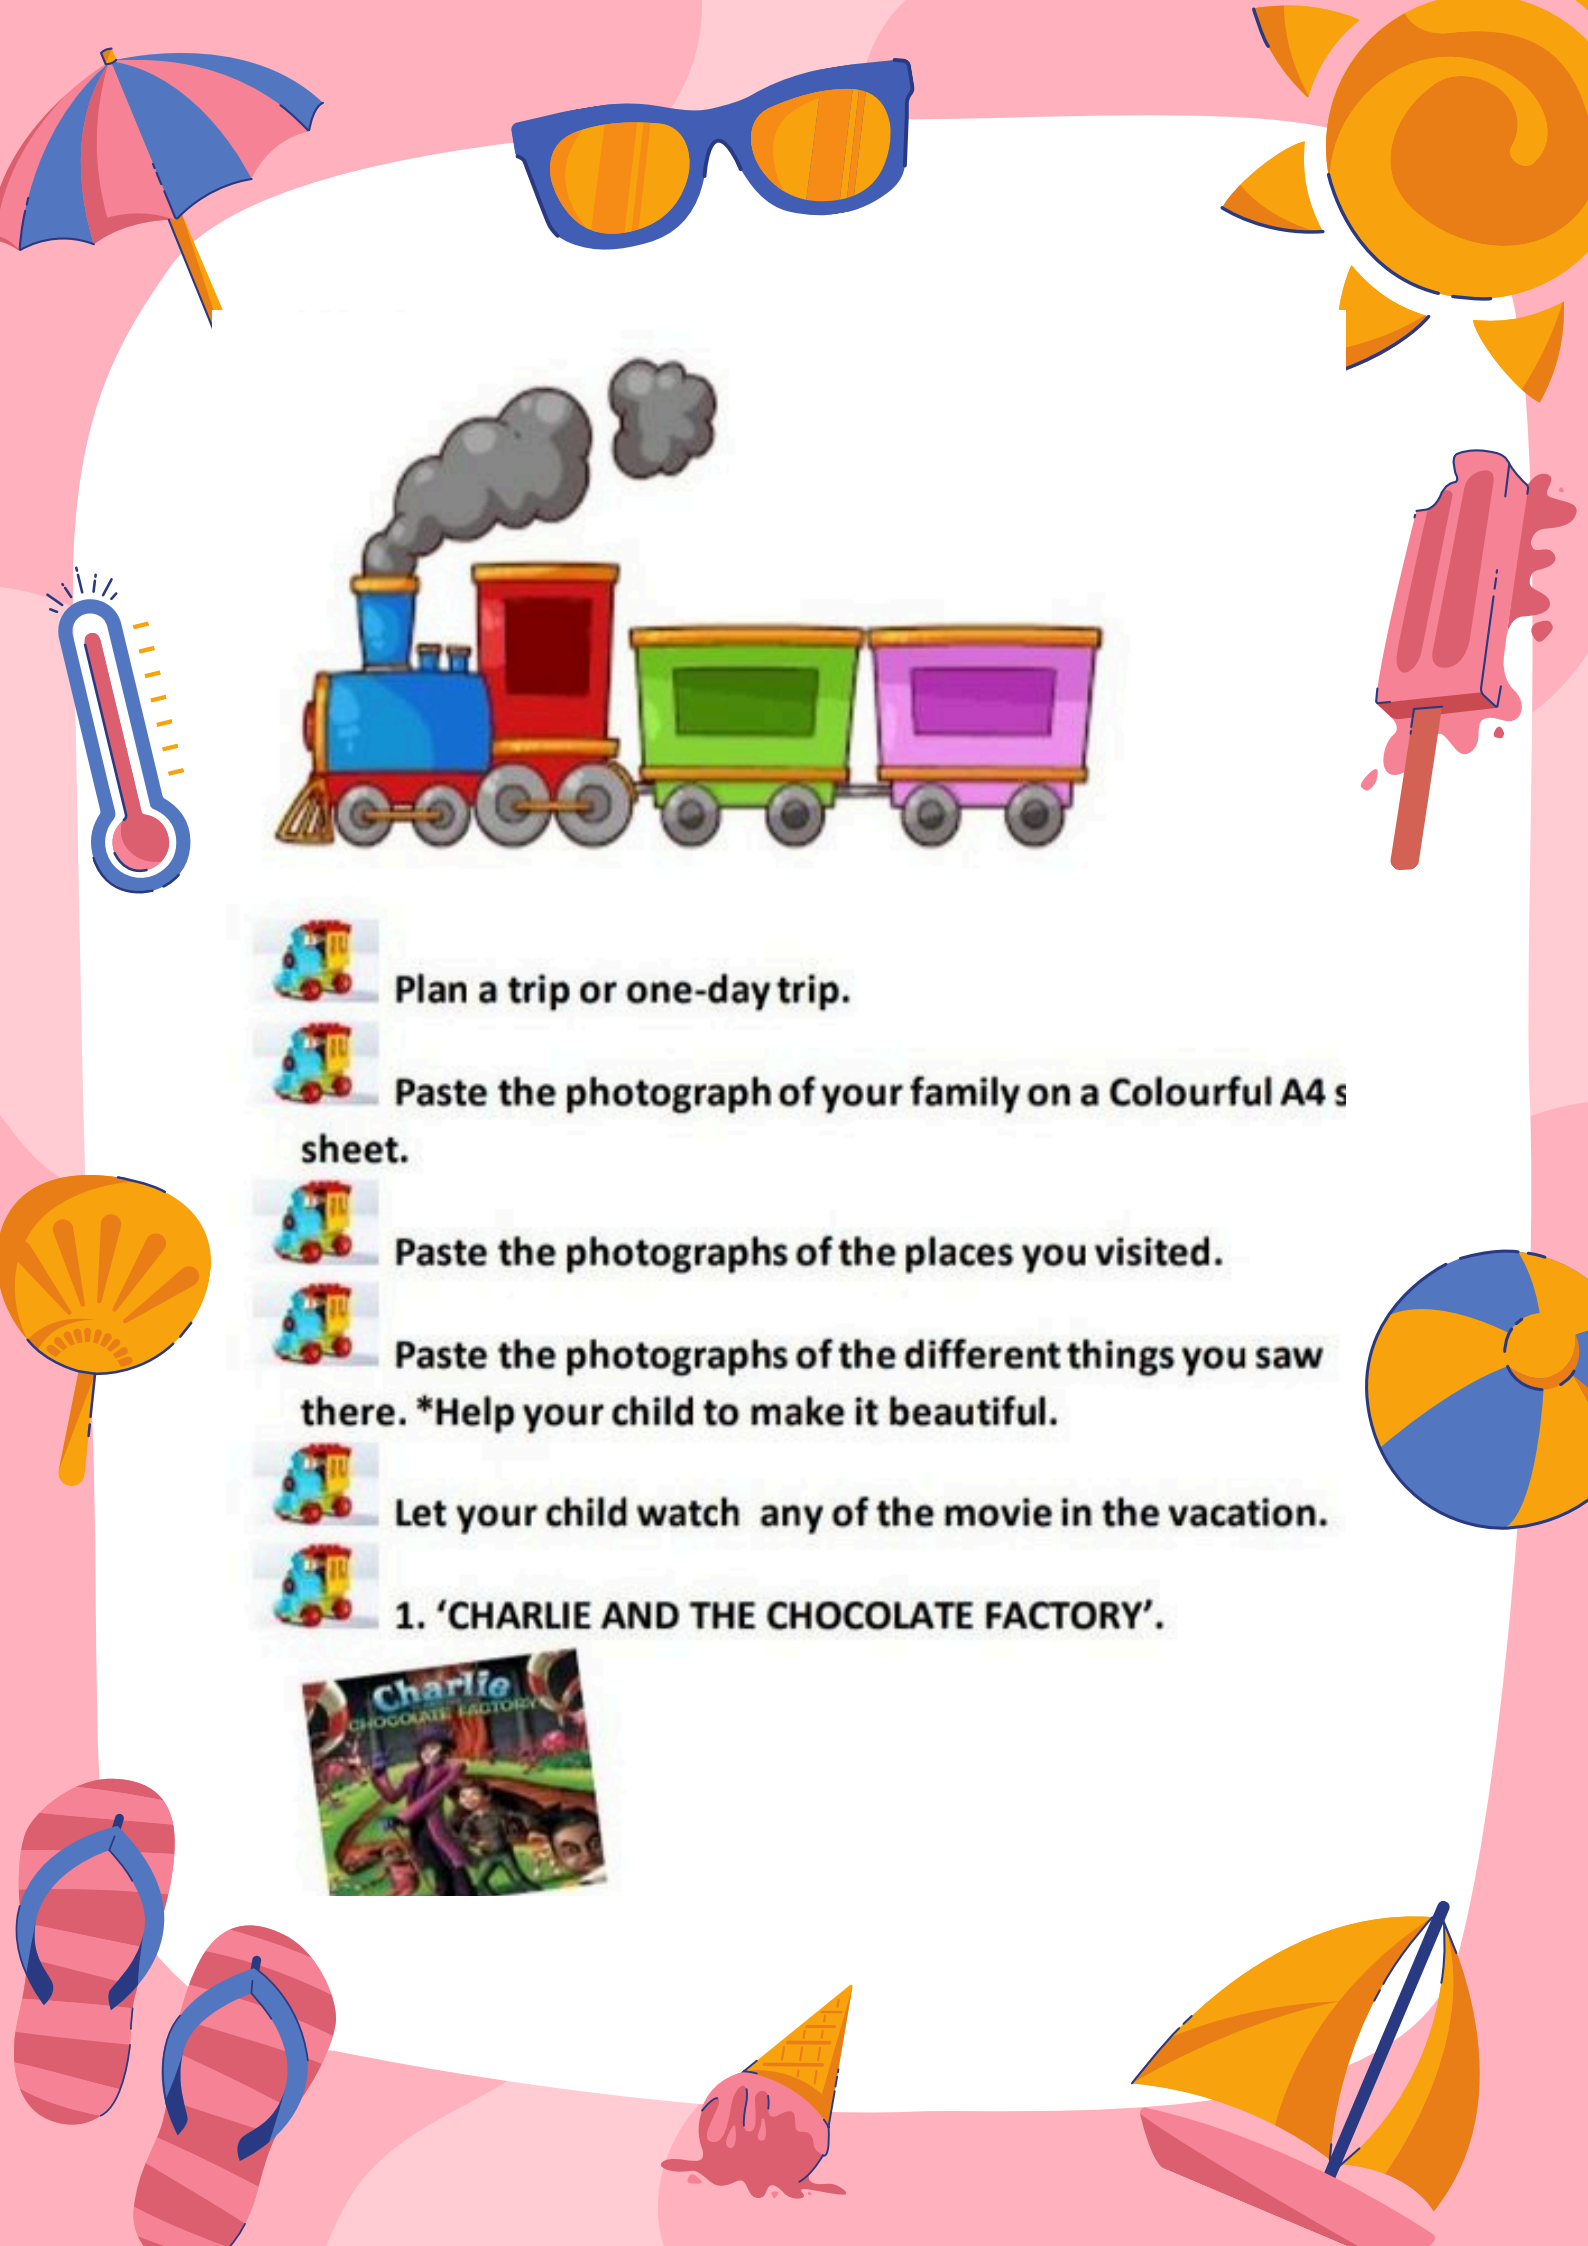 Plan a trip or one-day trip.
Paste the photograph of your family on a Colourful A4 s
sheet.
Paste the photographs of the places you visited.
Paste the photographs of the different things you saw
there. *Help your child to make it beautiful.
Let your child watch any of the movie in the vacation.
1. ‘CHARLIE AND THE CHOCOLATE FACTORY’.
Charlie
CHOCOLATE FACTORY